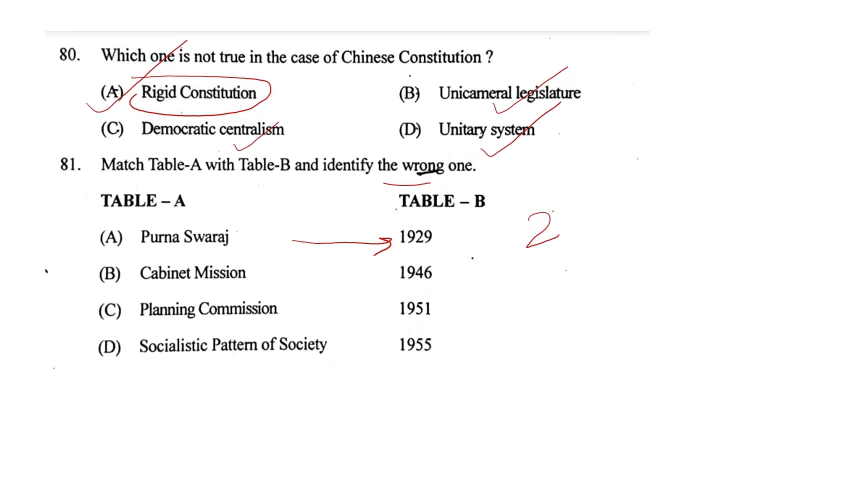 80. Which one is not true in the case of Chinese Constitution ?
(A) Rigid Constitution (B) Unicameral legislature
(C) Democratic centralism (D) Unitary system
81. Match Table-A with Table-B and identify the wrong one.
TABLE – A TABLE – B
(A) Purna Swaraj 1929 2
(B) Cabinet Mission 1946
(C) Planning Commission 1951
(D) Socialistic Pattern of Society 1955